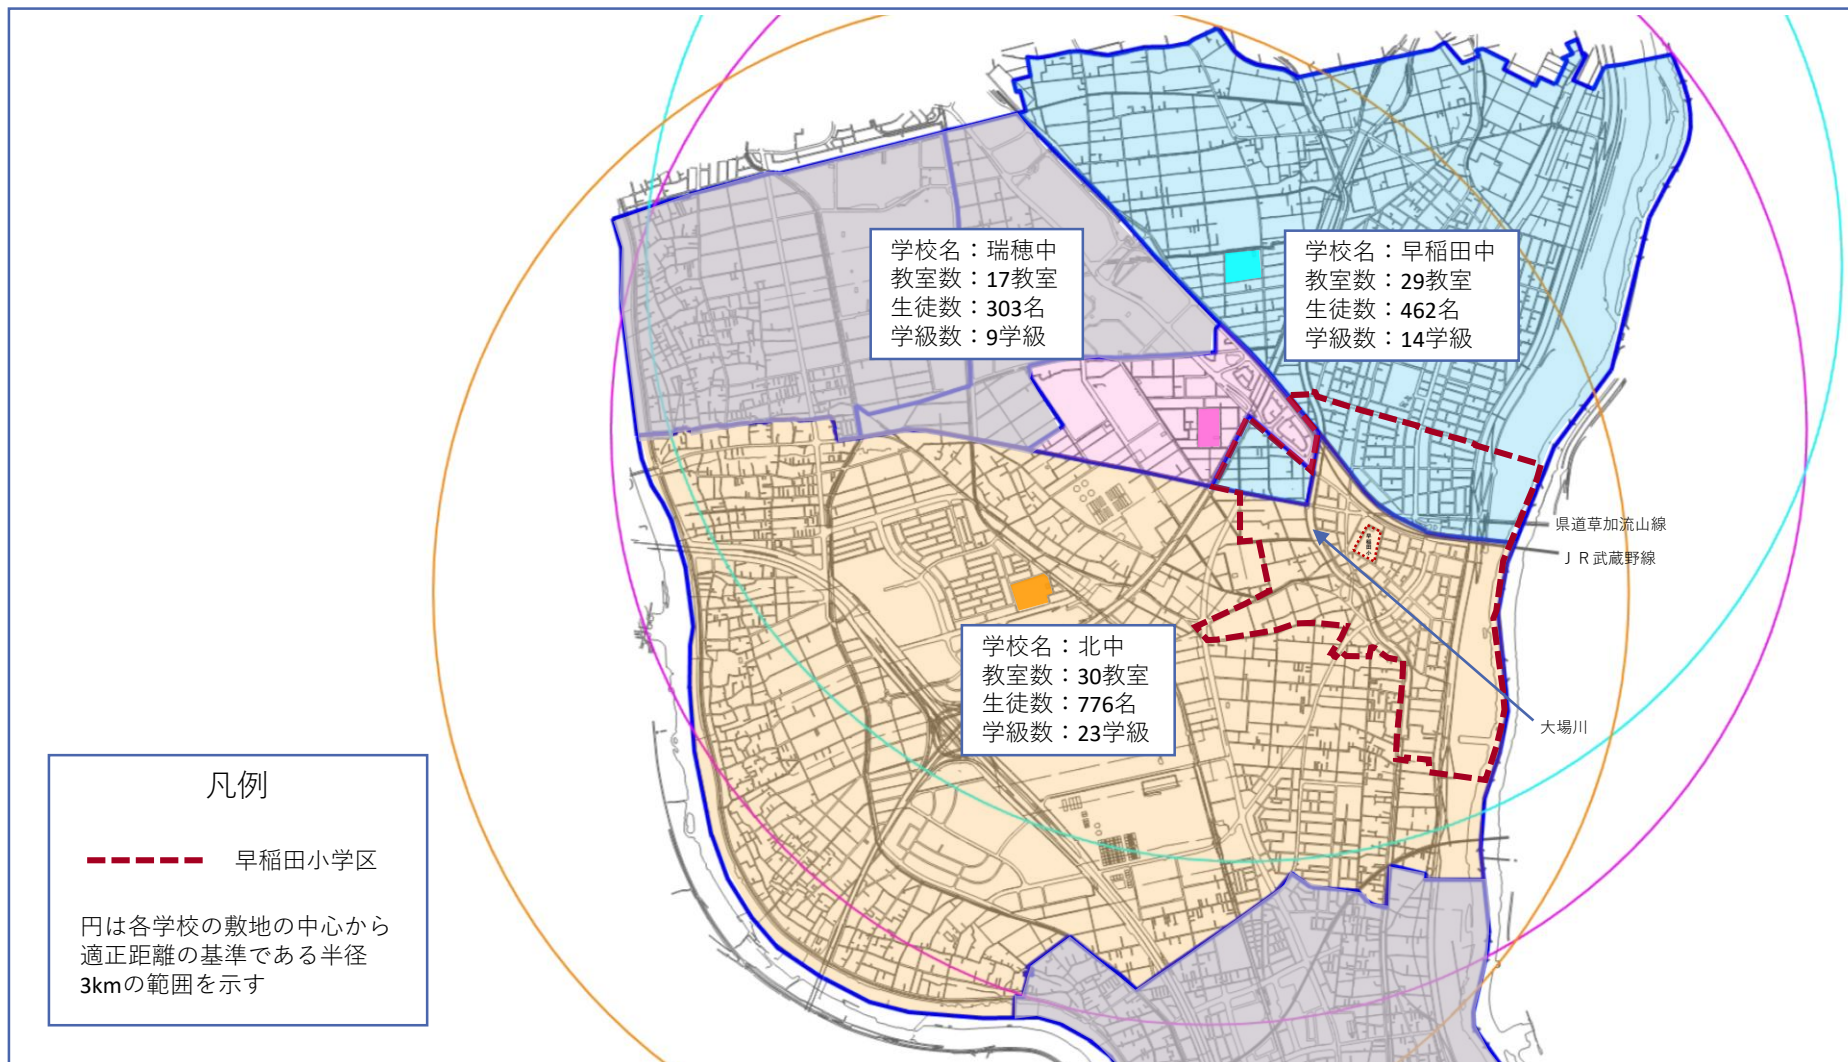 学校名：瑞穂中
教室数：17教室
生徒数：303名
学級数：9学級
学校名：早稲田中
教室数：29教室
生徒数：462名
学級数：14学級
県道草加流山線
ＪＲ武蔵野線
早稲田小
学校名：北中
教室数：30教室
生徒数：776名
学級数：23学級
大場川
凡例
早稲田小学区
円は各学校の敷地の中心から
適正距離の基準である半径
3kmの範囲を示す